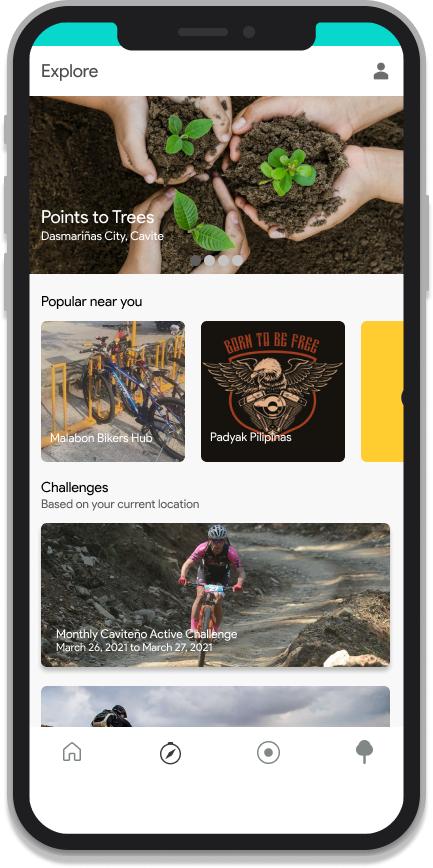 Explore
Points to Trees
Dasmariñas City, Cavite
Popular near you
Malabon Bikers Hub
BORN TO BE FREE
Padyak Pilipinas
Challenges
Based on your current location
Monthly Caviteño Active Challenge
March 26, 2021 to March 27, 2021